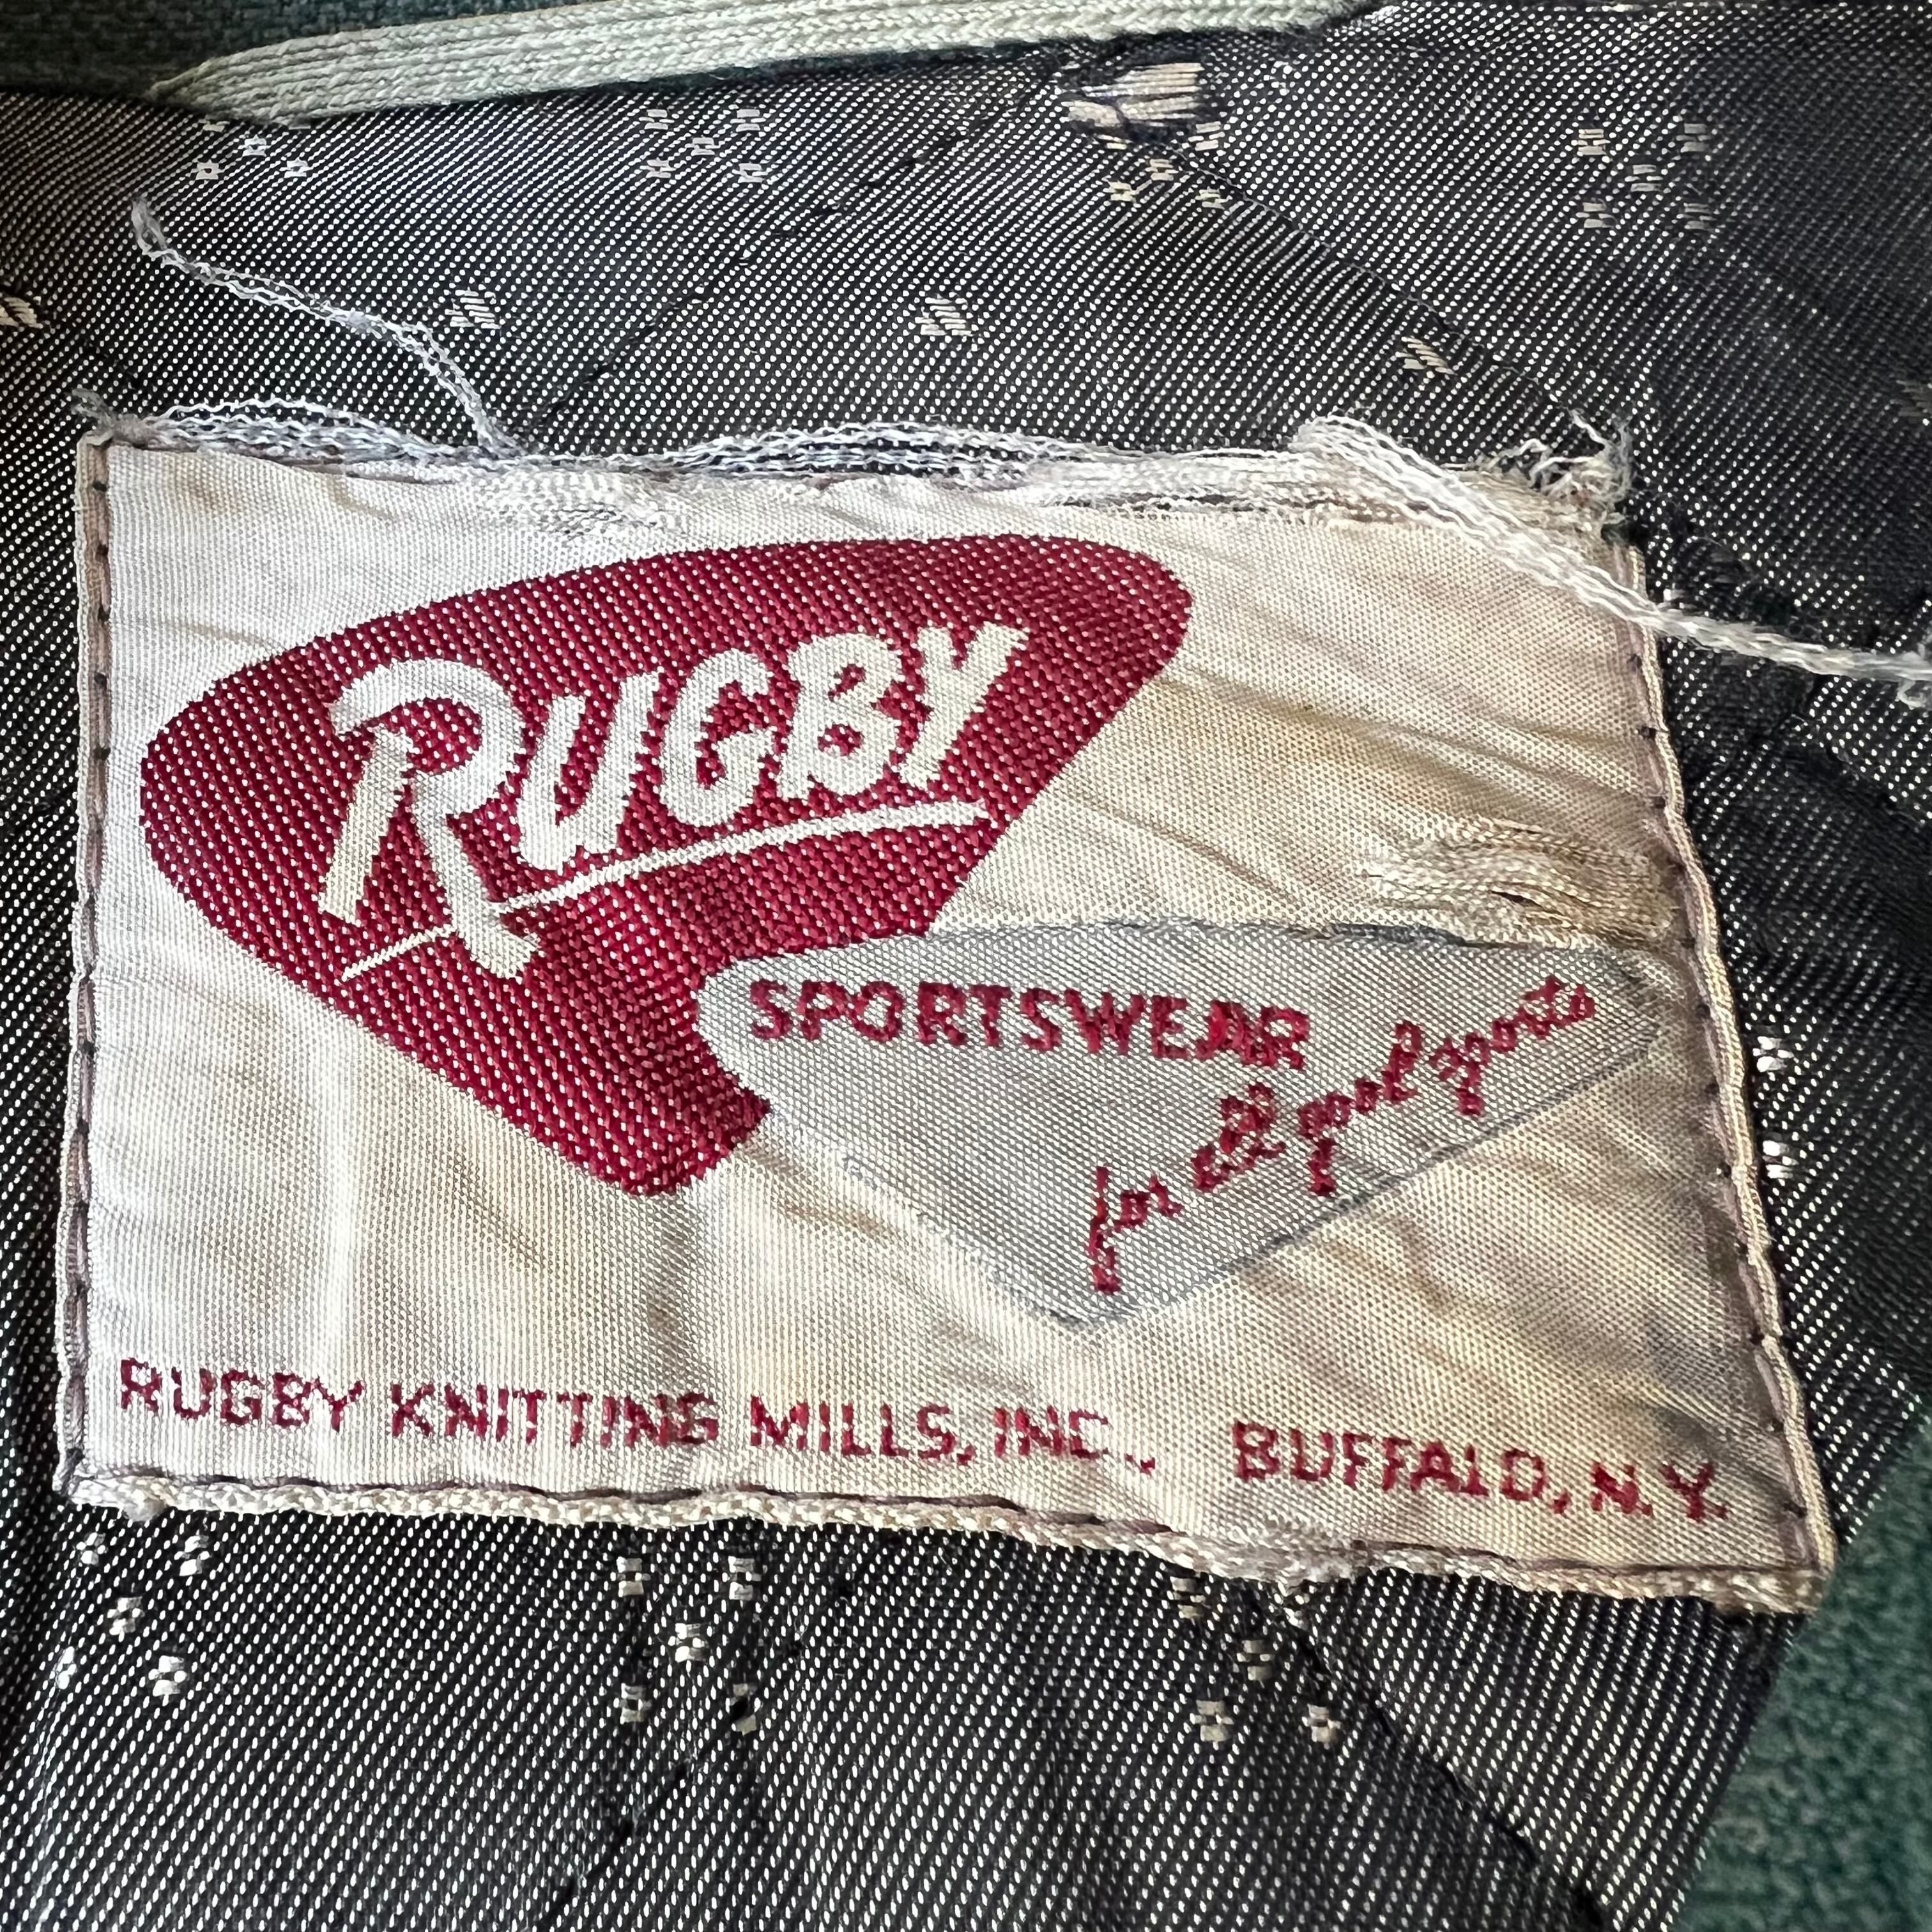 RUGBY
SPORTSWEAR
for all good sports
RUGBY KNITTING MILLS, INC., BUFFALO, N.Y.